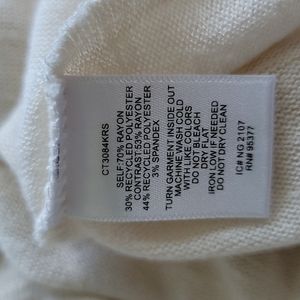 CT3084KRS
SELF:70% RAYON
30% RECYCLED POLYESTER
CONTRAST:53% RAYON
44% RECYCLED POLYESTER
3% SPANDEX
TURN GARMENT INSIDE OUT
MACHINE WASH COLD
WITH LIKE COLORS
DO NOT BLEACH
DRY FLAT
IRON LOW IF NEEDED
DO NOT DRY CLEAN
IC# NG 2107
RN# 95377